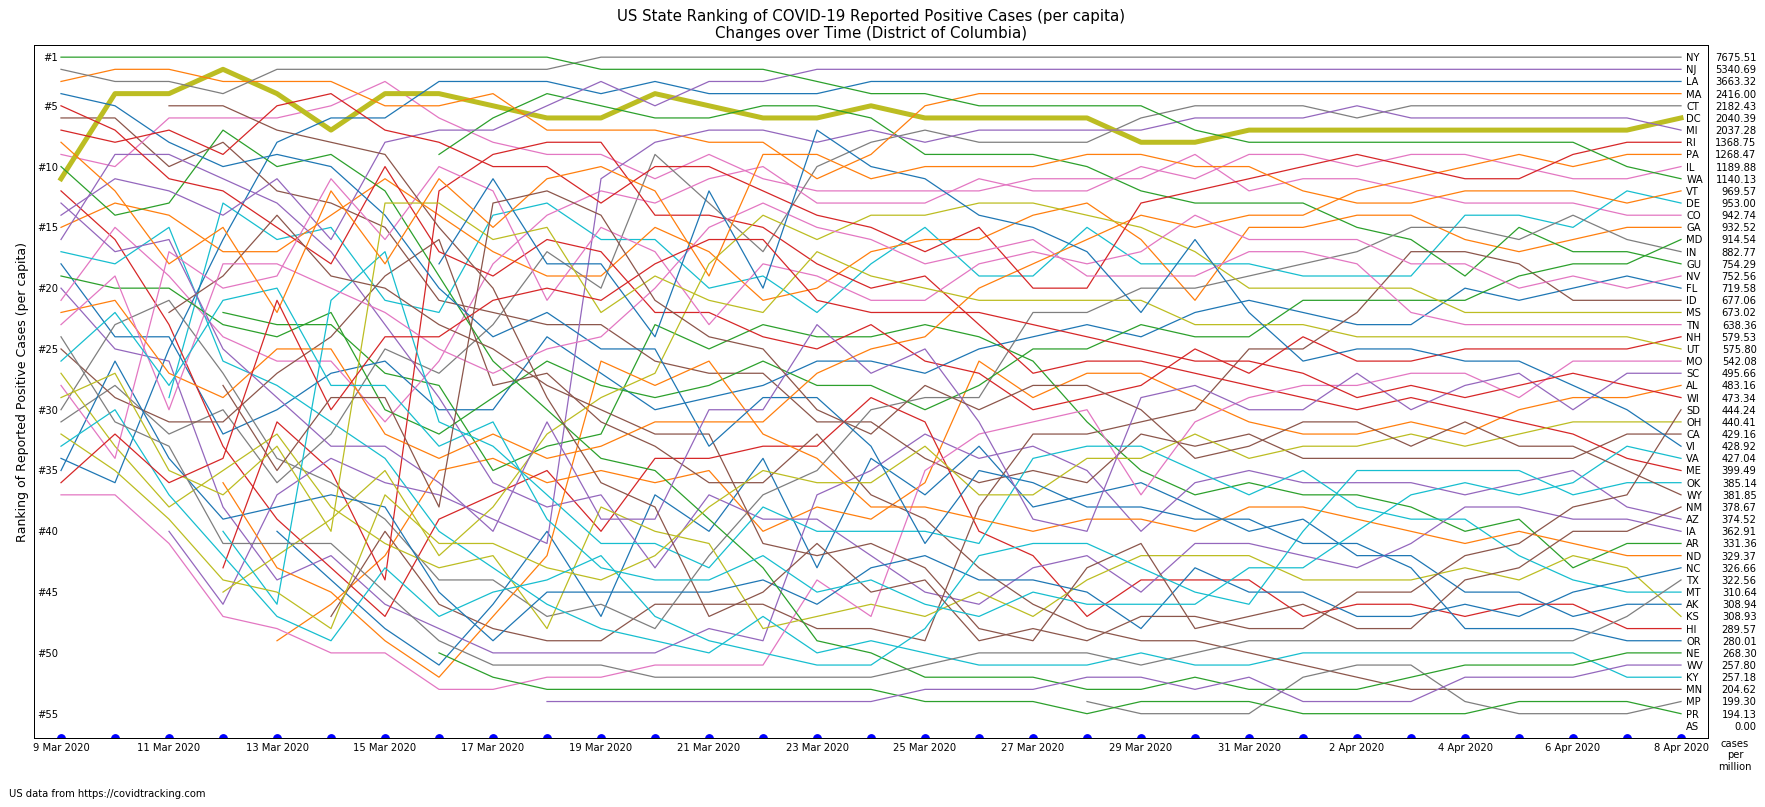 US State Ranking of COVID-19 Reported Positive Cases (per capita)
Changes over Time (District of Columbia)
Ranking of Reported Positive Cases (per capita)
#1
#5
#10
#15
#20
#25
#30
#35
#40
#45
#50
#55
NY 7675.51
NJ 5340.69
LA 3663.32
MA 2416.00
CT 2182.43
DC 2040.39
MI 2037.28
RI 1368.75
PA 1268.47
IL 1189.88
WA 1140.13
VT 969.57
DE 953.00
CO 942.74
GA 932.52
MD 914.54
IN 882.77
GU 754.29
NV 752.56
FL 719.58
ID 677.06
MS 673.02
TN 638.36
NH 579.53
UT 575.80
MO 542.08
SC 495.66
AL 483.16
WI 473.34
SD 444.24
OH 440.41
CA 429.16
VI 428.92
VA 427.04
ME 399.49
OK 385.14
WY 381.85
NM 378.67
AZ 374.52
IA 362.91
AR 331.36
ND 329.37
NC 326.66
TX 322.56
MT 310.64
AK 308.94
KS 308.93
HI 289.57
OR 280.01
NE 268.30
WV 257.80
KY 257.18
MN 204.62
MP 199.30
PR 194.13
AS 0.00
9 Mar 2020 11 Mar 2020 13 Mar 2020 15 Mar 2020 17 Mar 2020 19 Mar 2020 21 Mar 2020 23 Mar 2020 25 Mar 2020 27 Mar 2020 29 Mar 2020 31 Mar 2020 2 Apr 2020 4 Apr 2020 6 Apr 2020 8 Apr 2020
cases
per
million
US data from https://covidtracking.com